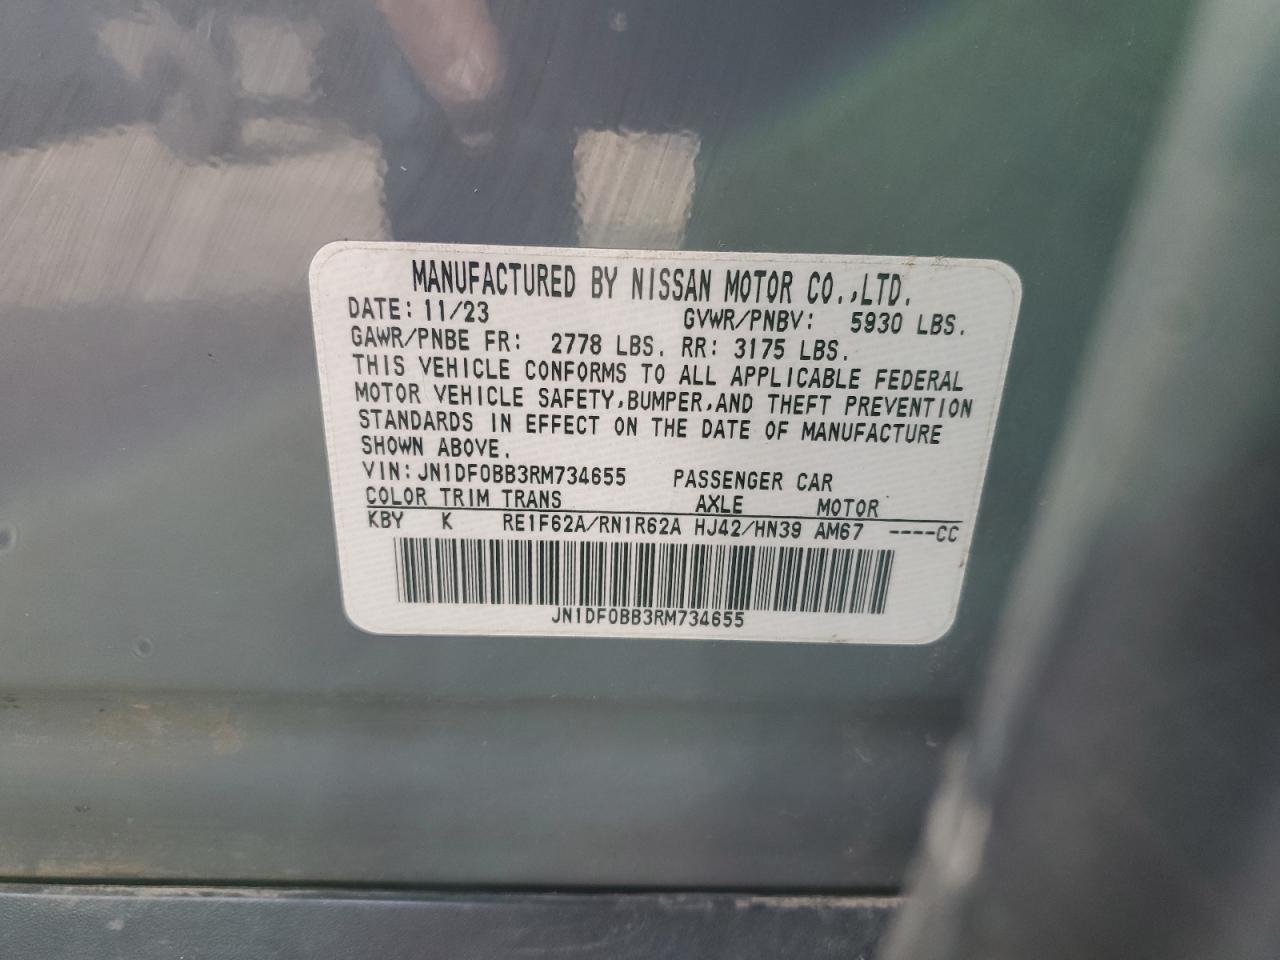 MANUFACTURED BY NISSAN MOTOR CO.,LTD.
DATE: 11/23 GVWR/PNBV: 5930 LBS.
GAWR/PNBE FR: 2778 LBS. RR: 3175 LBS.
THIS VEHICLE CONFORMS TO ALL APPLICABLE FEDERAL
MOTOR VEHICLE SAFETY,BUMPER,AND THEFT PREVENTION
STANDARDS IN EFFECT ON THE DATE OF MANUFACTURE
SHOWN ABOVE.
VIN: JN1DF0BB3RM734655 PASSENGER CAR
COLOR TRIM TRANS AXLE MOTOR
KBY K RE1F62A/RN1R62A HJ42/HN39 AM67 ----CC
JN1DF0BB3RM734655